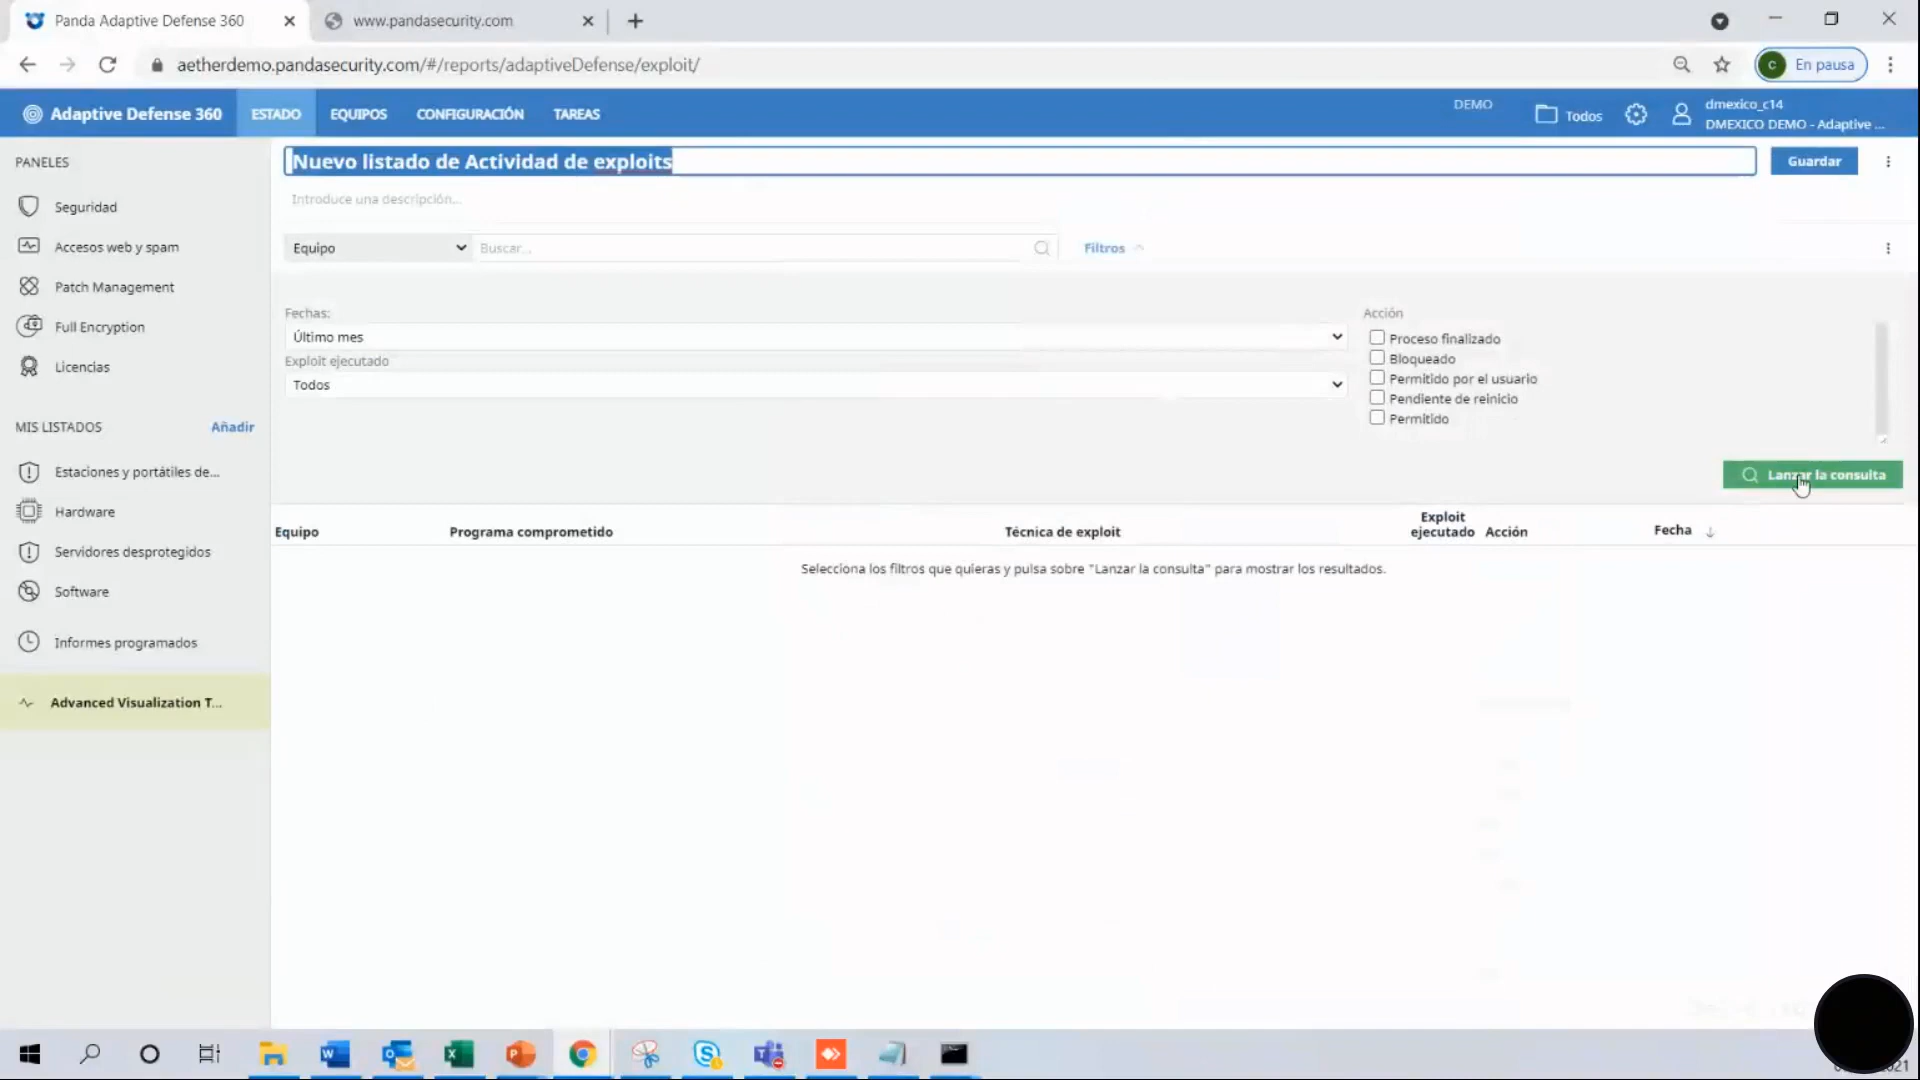 Panda Adaptive Defense 360
www.pandasecurity.com
aetherdemo.pandasecurity.com/#/reports/adaptiveDefense/exploit/
c
En pausa
Adaptive Defense 360
ESTADO
EQUIPOS
CONFIGURACIÓN
TAREAS
DEMO
Todos
dmexico_c14
DMEXICO DEMO - Adaptive ...
PANELES
Seguridad
Accesos web y spam
Patch Management
Full Encryption
Licencias
MIS LISTADOS
Añadir
Estaciones y portátiles de...
Hardware
Servidores desprotegidos
Software
Informes programados
Advanced Visualization T...
Nuevo listado de Actividad de exploits
Guardar
Introduce una descripción...
Equipo
Buscar...
Filtros
Fechas:
Último mes
Exploit ejecutado
Todos
Acción
Proceso finalizado
Bloqueado
Permitido por el usuario
Pendiente de reinicio
Permitido
Lanzar la consulta
Equipo
Programa comprometido
Técnica de exploit
Exploit
ejecutado
Acción
Fecha
Selecciona los filtros que quieras y pulsa sobre "Lanzar la consulta" para mostrar los resultados.